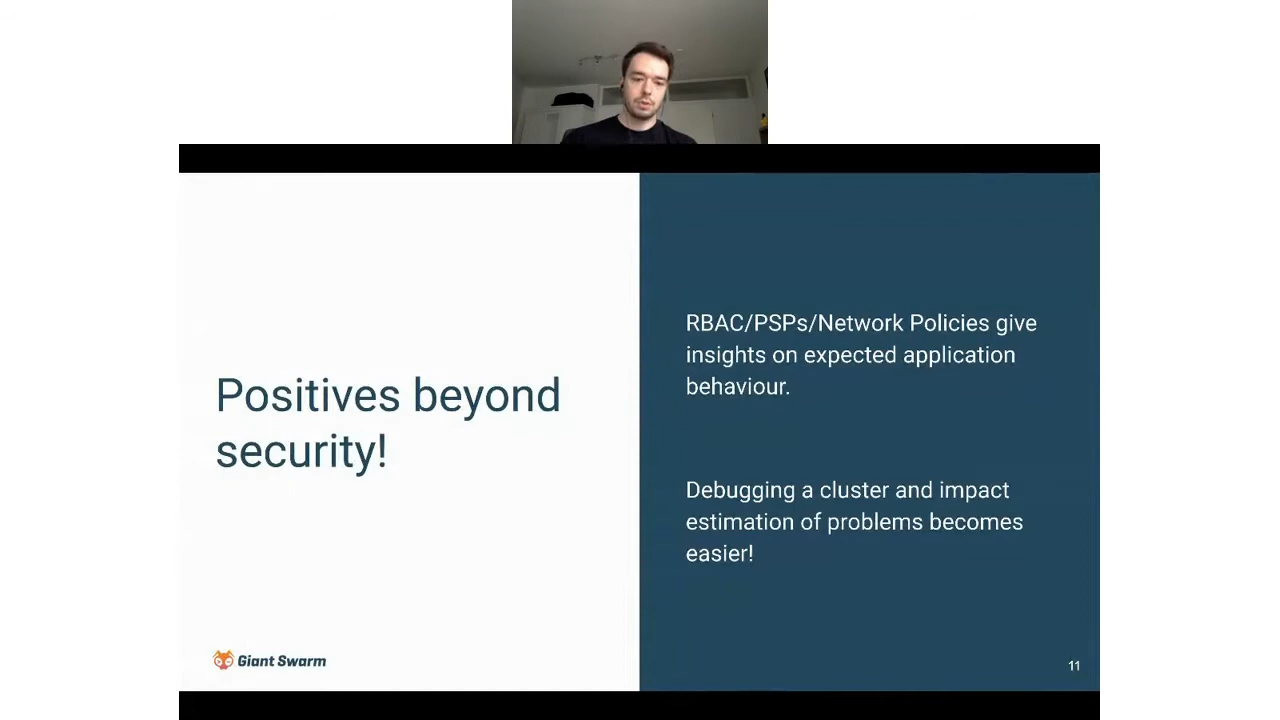 Positives beyond
security!
RBAC/PSPs/Network Policies give
insights on expected application
behaviour.
Debugging a cluster and impact
estimation of problems becomes
easier!
Giant Swarm
11